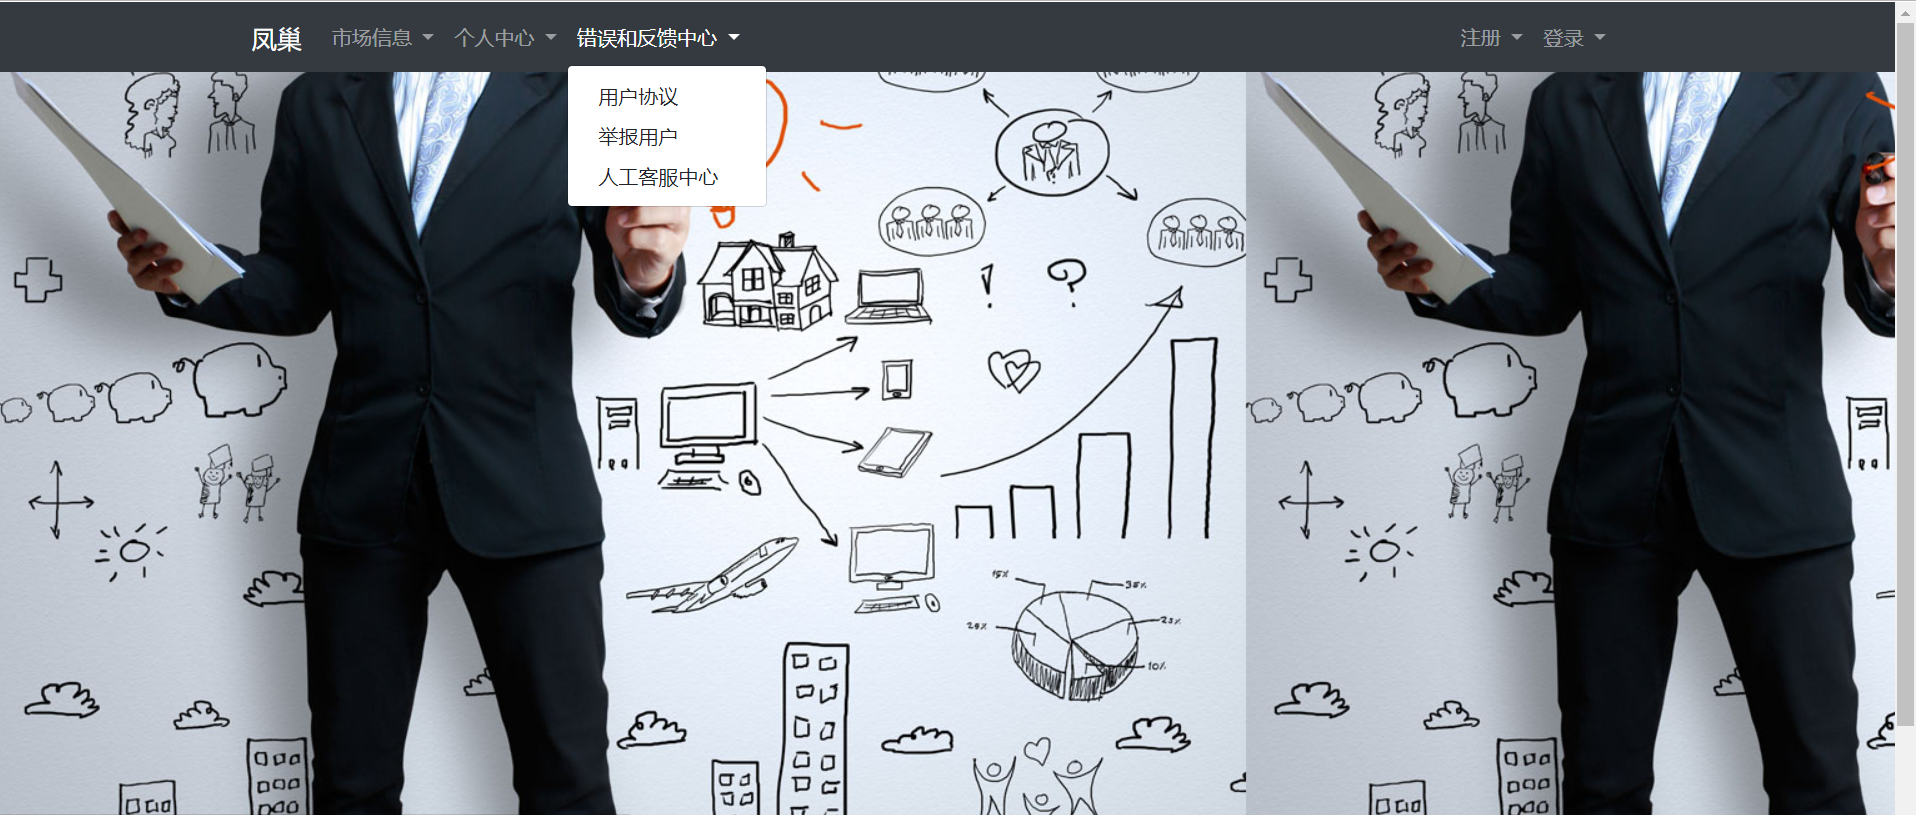 凤巢 市场信息 个人中心 错误和反馈中心 注册 登录
用户协议
举报用户
人工客服中心
15% 35%
25% 25%
10%